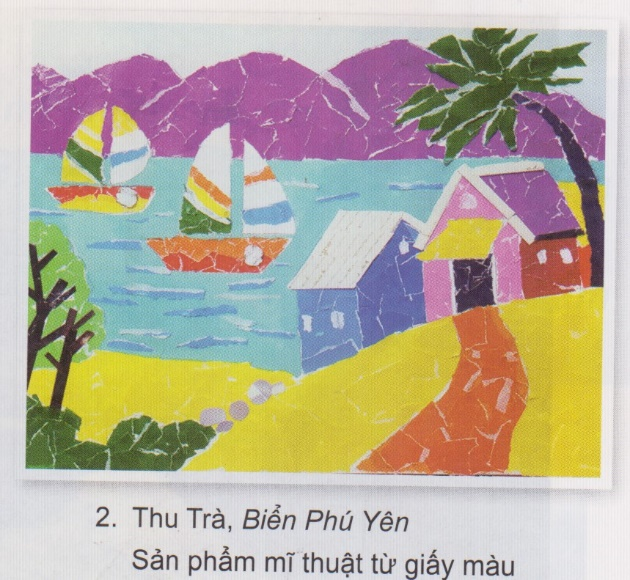 2. Thu Trà, Biển Phú Yên
Sản phẩm mĩ thuật từ giấy màu